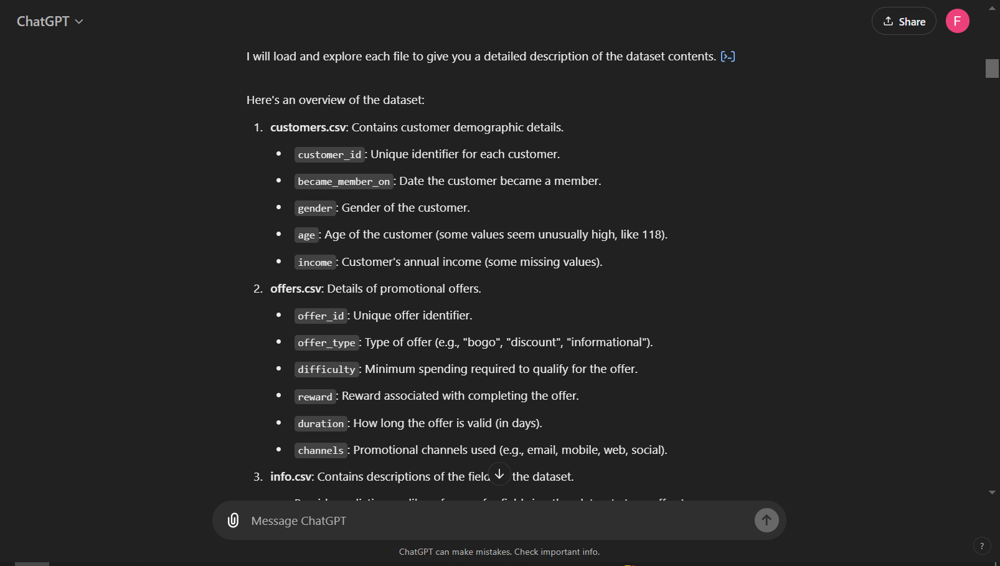 ChatGPT
Share
F
I will load and explore each file to give you a detailed description of the dataset contents. [>-]
Here's an overview of the dataset:
1. customers.csv: Contains customer demographic details.
• customer_id: Unique identifier for each customer.
• became_member_on: Date the customer became a member.
• gender: Gender of the customer.
• age: Age of the customer (some values seem unusually high, like 118).
• income: Customer's annual income (some missing values).
2. offers.csv: Details of promotional offers.
• offer_id: Unique offer identifier.
• offer_type: Type of offer (e.g., "bogo", "discount", "informational").
• difficulty: Minimum spending required to qualify for the offer.
• reward: Reward associated with completing the offer.
• duration: How long the offer is valid (in days).
• channels: Promotional channels used (e.g., email, mobile, web, social).
3. info.csv: Contains descriptions of the the dataset.
Message ChatGPT
ChatGPT can make mistakes. Check important info.
?